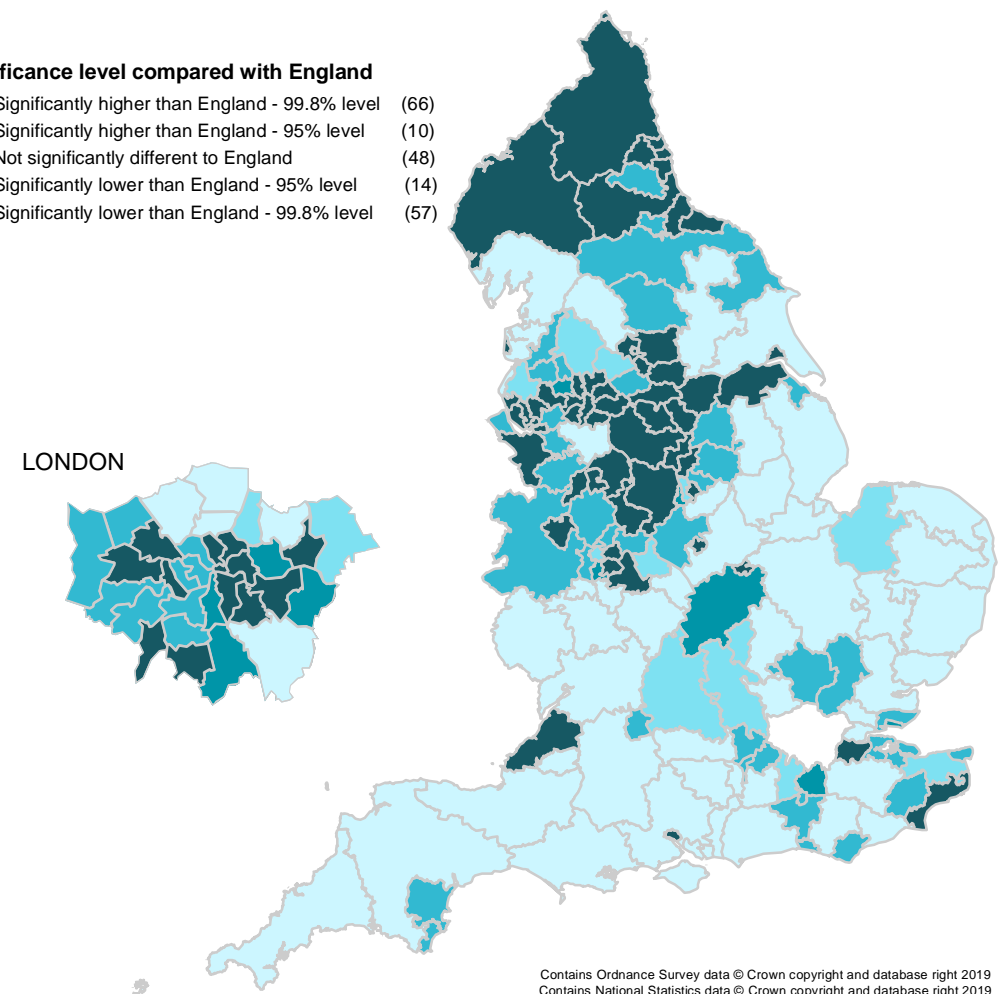 ficance level compared with England
Significantly higher than England - 99.8% level (66)
Significantly higher than England - 95% level (10)
Not significantly different to England (48)
Significantly lower than England - 95% level (14)
Significantly lower than England - 99.8% level (57)
LONDON
Contains Ordnance Survey data © Crown copyright and database right 2019
Contains National Statistics data © Crown copyright and database right 2019